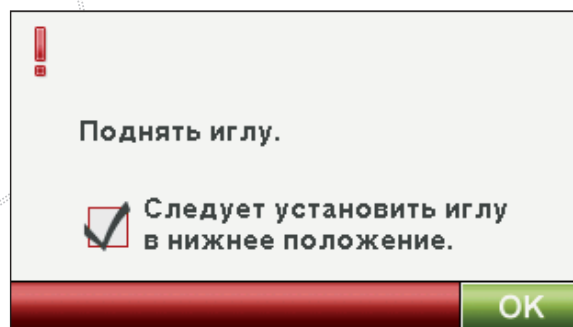 Поднять иглу.
Следует установить иглу
в нижнее положение.
OK